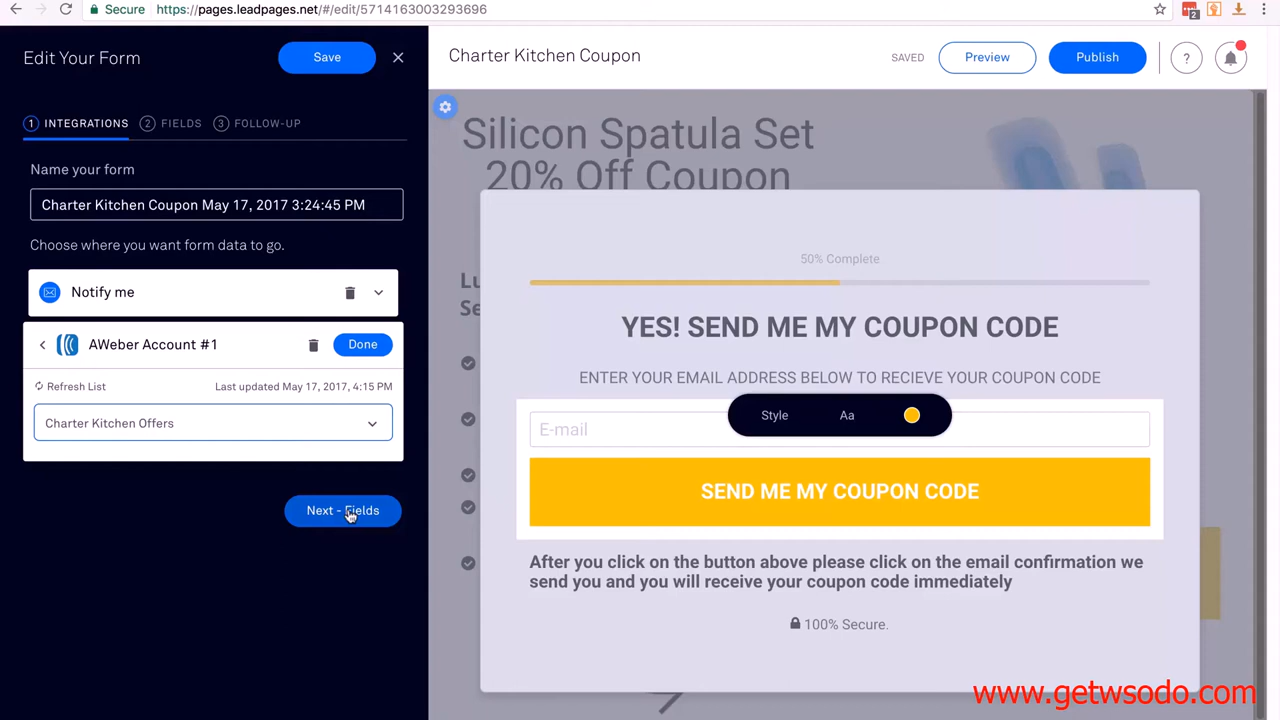 Secure https://pages.leadpages.net/#/edit/5714163003293696
2
Edit Your Form
Save
Charter Kitchen Coupon
SAVED
Preview
Publish
?
1 INTEGRATIONS
2 FIELDS
3 FOLLOW-UP
Name your form
Charter Kitchen Coupon May 17, 2017 3:24:45 PM
Choose where you want form data to go.
Notify me
AWeber Account #1
Done
Refresh List
Last updated May 17, 2017, 4:15 PM
Charter Kitchen Offers
Next - Fields
Silicon Spatula Set
20% Off Coupon
50% Complete
YES! SEND ME MY COUPON CODE
ENTER YOUR EMAIL ADDRESS BELOW TO RECIEVE YOUR COUPON CODE
Style Aa
E-mail
SEND ME MY COUPON CODE
After you click on the button above please click on the email confirmation we
send you and you will receive your coupon code immediately
100% Secure.
www.getwsodo.com